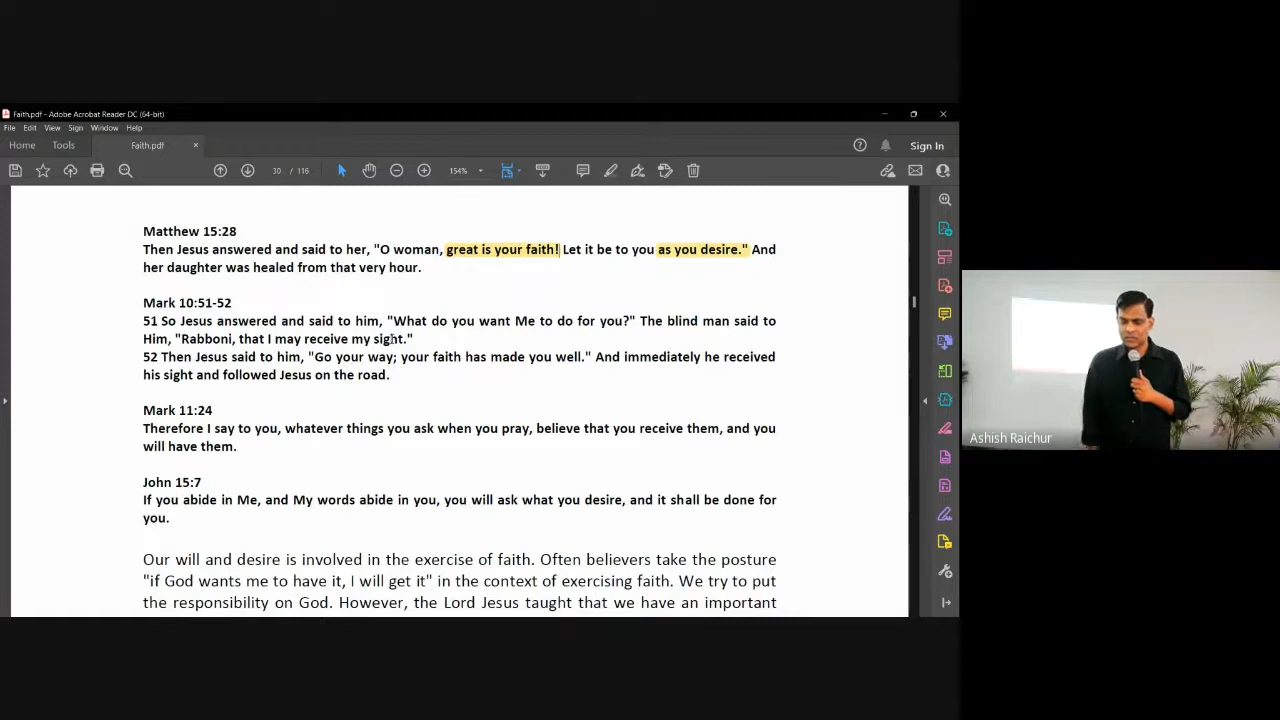 Faith.pdf - Adobe Acrobat Reader DC (64-bit)
File Edit View Sign Window Help
Home Tools Faith.pdf × Sign In
30 / 116 154%
Matthew 15:28
Then Jesus answered and said to her, "O woman, great is your faith! Let it be to you as you desire." And
her daughter was healed from that very hour.
Mark 10:51-52
51 So Jesus answered and said to him, "What do you want Me to do for you?" The blind man said to
Him, "Rabboni, that I may receive my sight."
52 Then Jesus said to him, "Go your way; your faith has made you well." And immediately he received
his sight and followed Jesus on the road.
Mark 11:24
Therefore I say to you, whatever things you ask when you pray, believe that you receive them, and you
will have them.
John 15:7
If you abide in Me, and My words abide in you, you will ask what you desire, and it shall be done for
you.
Our will and desire is involved in the exercise of faith. Often believers take the posture
"if God wants me to have it, I will get it" in the context of exercising faith. We try to put
the responsibility on God. However, the Lord Jesus taught that we have an important
Ashish Raichur